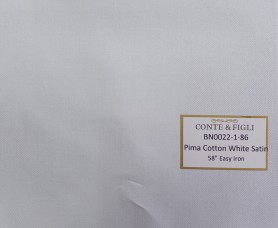 CONTE & FIGLI
BN0022-1-86
Pima Cotton White Satin
58" Easy Iron